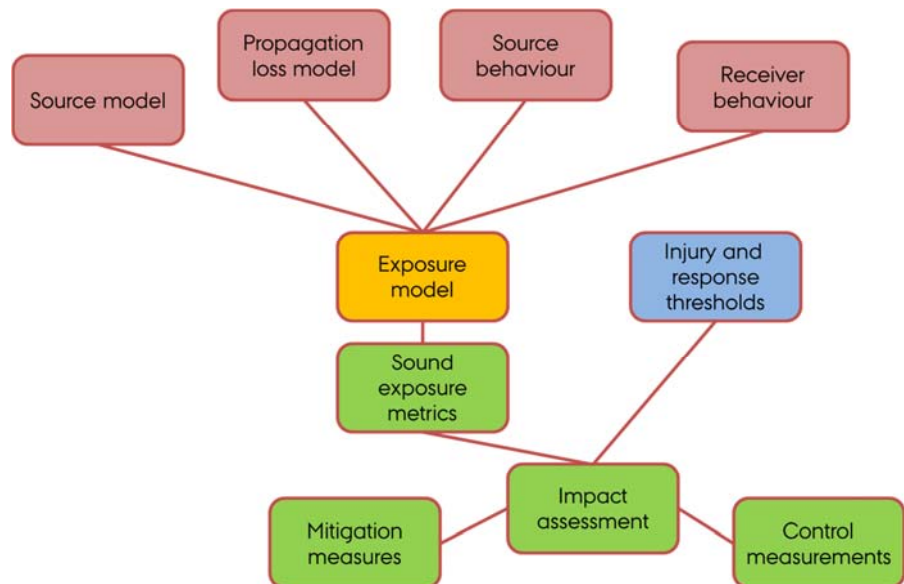 Source model
Propagation
loss model
Source
behaviour
Receiver
behaviour
Exposure
model
Injury and
response
thresholds
Sound
exposure
metrics
Impact
assessment
Mitigation
measures
Control
measurements